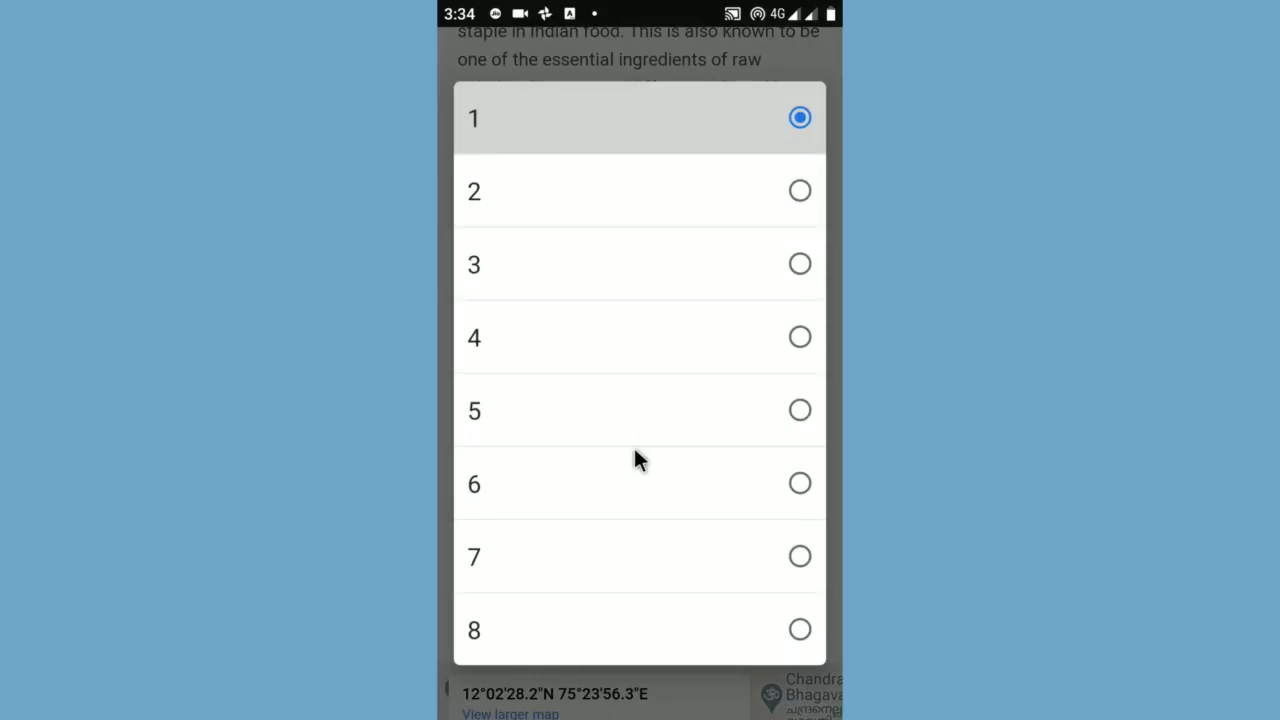 3:34
4G
staple in Indian food. This is also known to be
one of the essential ingredients of raw
1
2
3
4
5
6
7
8
12°02'28.2"N 75°23'56.3"E
View larger map
Chandra
Bhagava